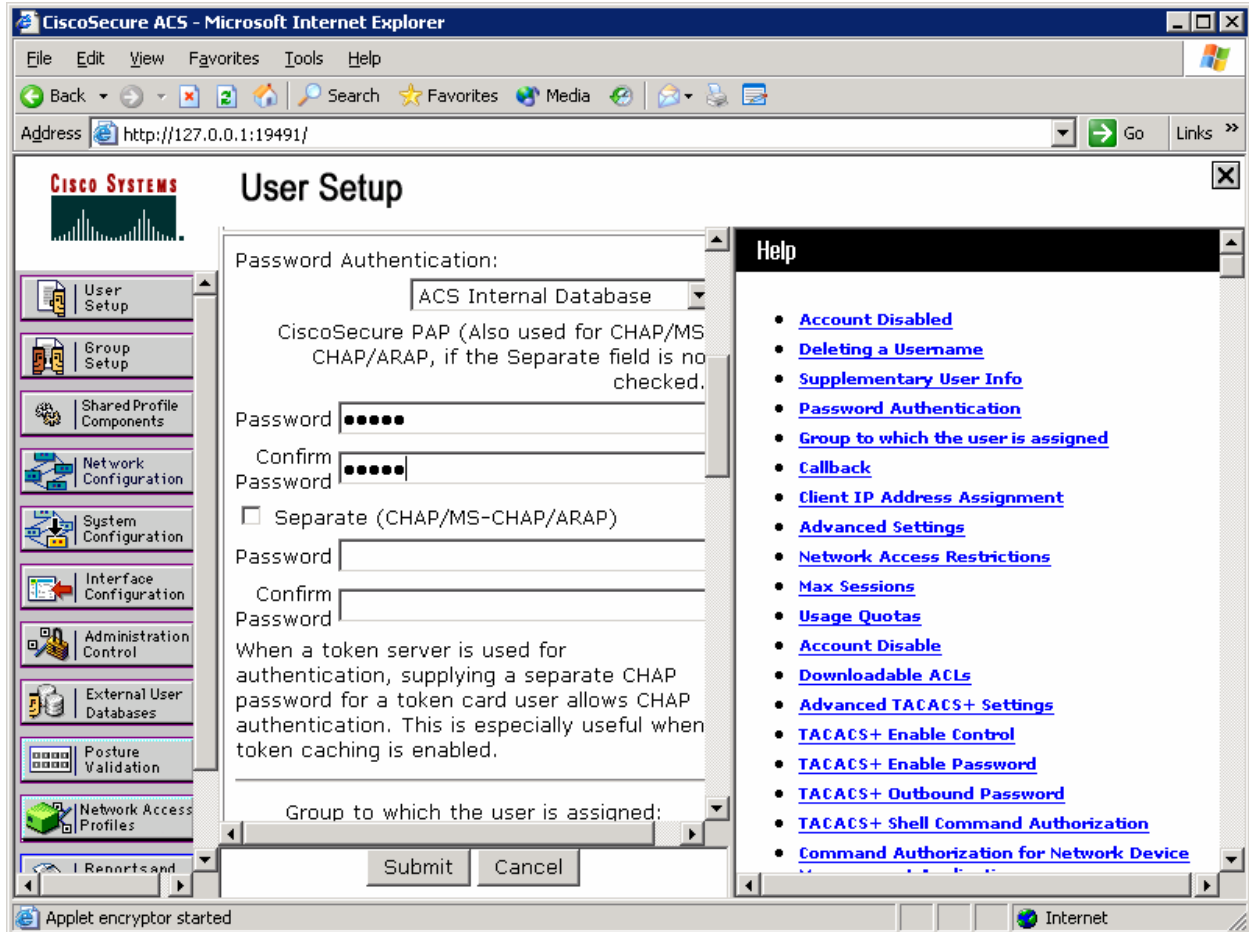 CiscoSecure ACS - Microsoft Internet Explorer
File Edit View Favorites Tools Help
Back Search Favorites Media
Address http://127.0.0.1:19491/ Go Links »
CISCO SYSTEMS
User Setup
User
Setup
Group
Setup
Shared Profile
Components
Network
Configuration
System
Configuration
Interface
Configuration
Administration
Control
External User
Databases
Posture
Validation
Network Access
Profiles
Reports and
Password Authentication:
ACS Internal Database
CiscoSecure PAP (Also used for CHAP/MS
CHAP/ARAP, if the Separate field is no
checked.
Password •••••
Confirm
Password •••••
Separate (CHAP/MS-CHAP/ARAP)
Password
Confirm
Password
When a token server is used for
authentication, supplying a separate CHAP
password for a token card user allows CHAP
authentication. This is especially useful when
token caching is enabled.
Group to which the user is assigned:
Submit Cancel
Help
• Account Disabled
• Deleting a Username
• Supplementary User Info
• Password Authentication
• Group to which the user is assigned
• Callback
• Client IP Address Assignment
• Advanced Settings
• Network Access Restrictions
• Max Sessions
• Usage Quotas
• Account Disable
• Downloadable ACLs
• Advanced TACACS+ Settings
• TACACS+ Enable Control
• TACACS+ Enable Password
• TACACS+ Outbound Password
• TACACS+ Shell Command Authorization
• Command Authorization for Network Device
Applet encryptor started
Internet